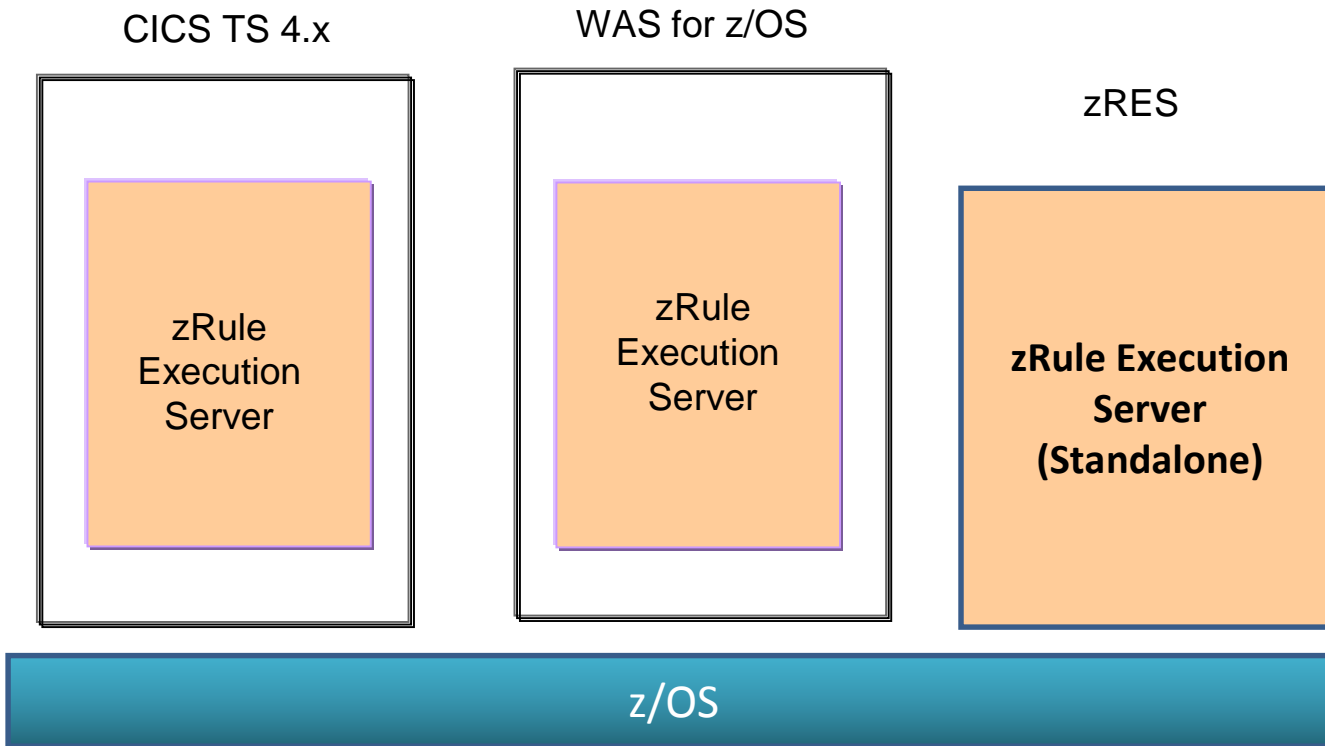 CICS TS 4.x
WAS for z/OS
zRES
zRule
Execution
Server
zRule
Execution
Server
zRule Execution
Server
(Standalone)
z/OS